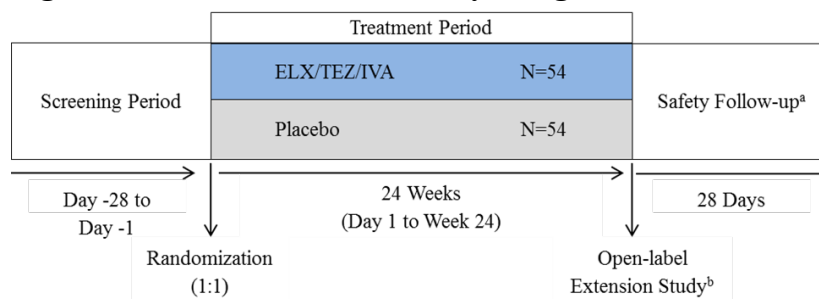 Treatment Period
ELX/TEZ/IVA N=54
Screening Period
Safety Follow-upᵃ
Placebo N=54
Day -28 to
Day -1
24 Weeks
(Day 1 to Week 24)
28 Days
Randomization
(1:1)
Open-label
Extension Studyᵇ